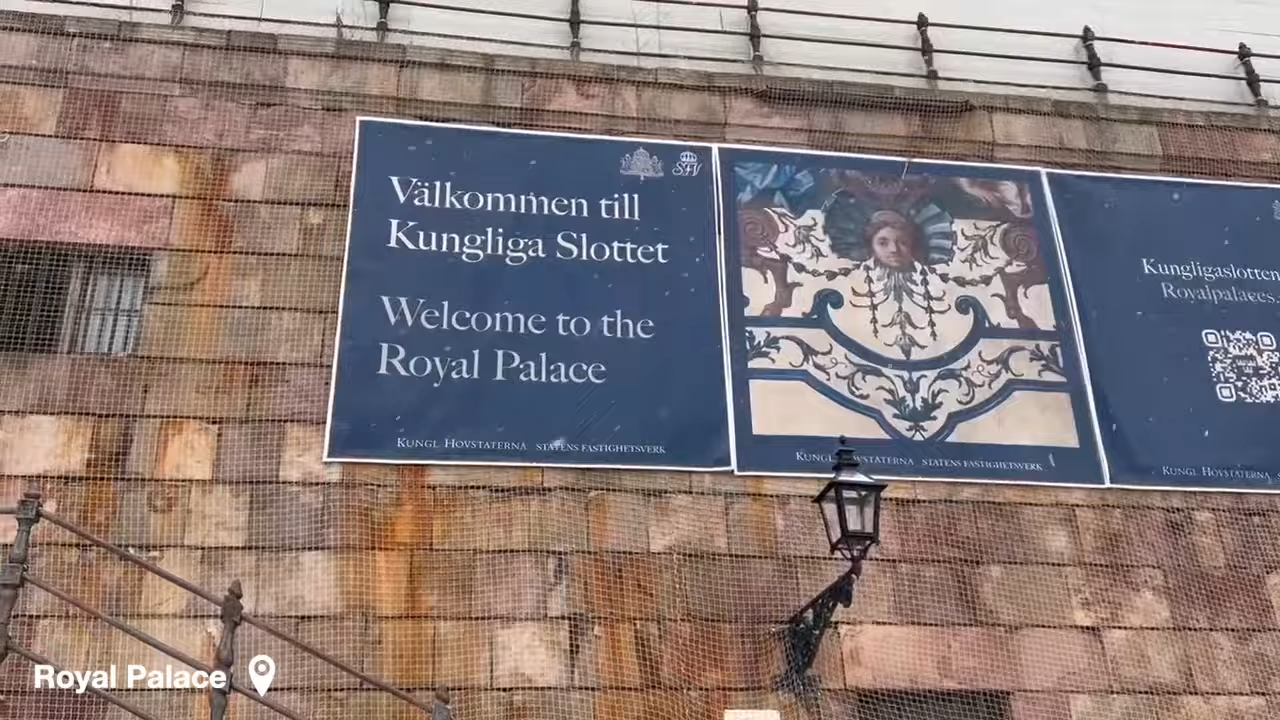 SFV
Välkommen till
Kungliga Slottet
Welcome to the
Royal Palace
KUNGL HOVSTATERNA STATENS FASTIGHETSVERK
KUNGL HOVSTATERNA STATENS FASTIGHETSVERK
Kungligaslotten
Royalpalaces.
KUNGL HOVSTATERNA
Royal Palace